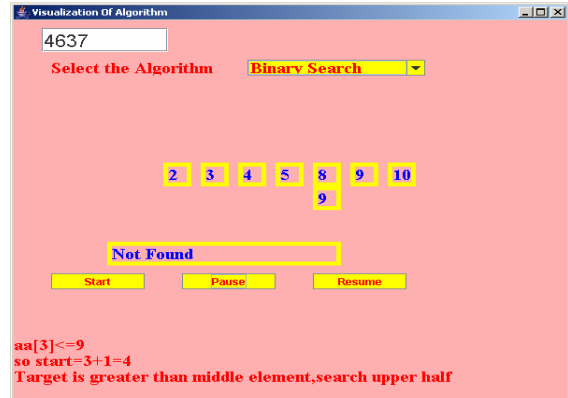 Visualization Of Algorithm
4637
Select the Algorithm Binary Search
2 3 4 5 8 9 10
9
Not Found
Start Pause Resume
aa[3]<=9
so start=3+1=4
Target is greater than middle element,search upper half